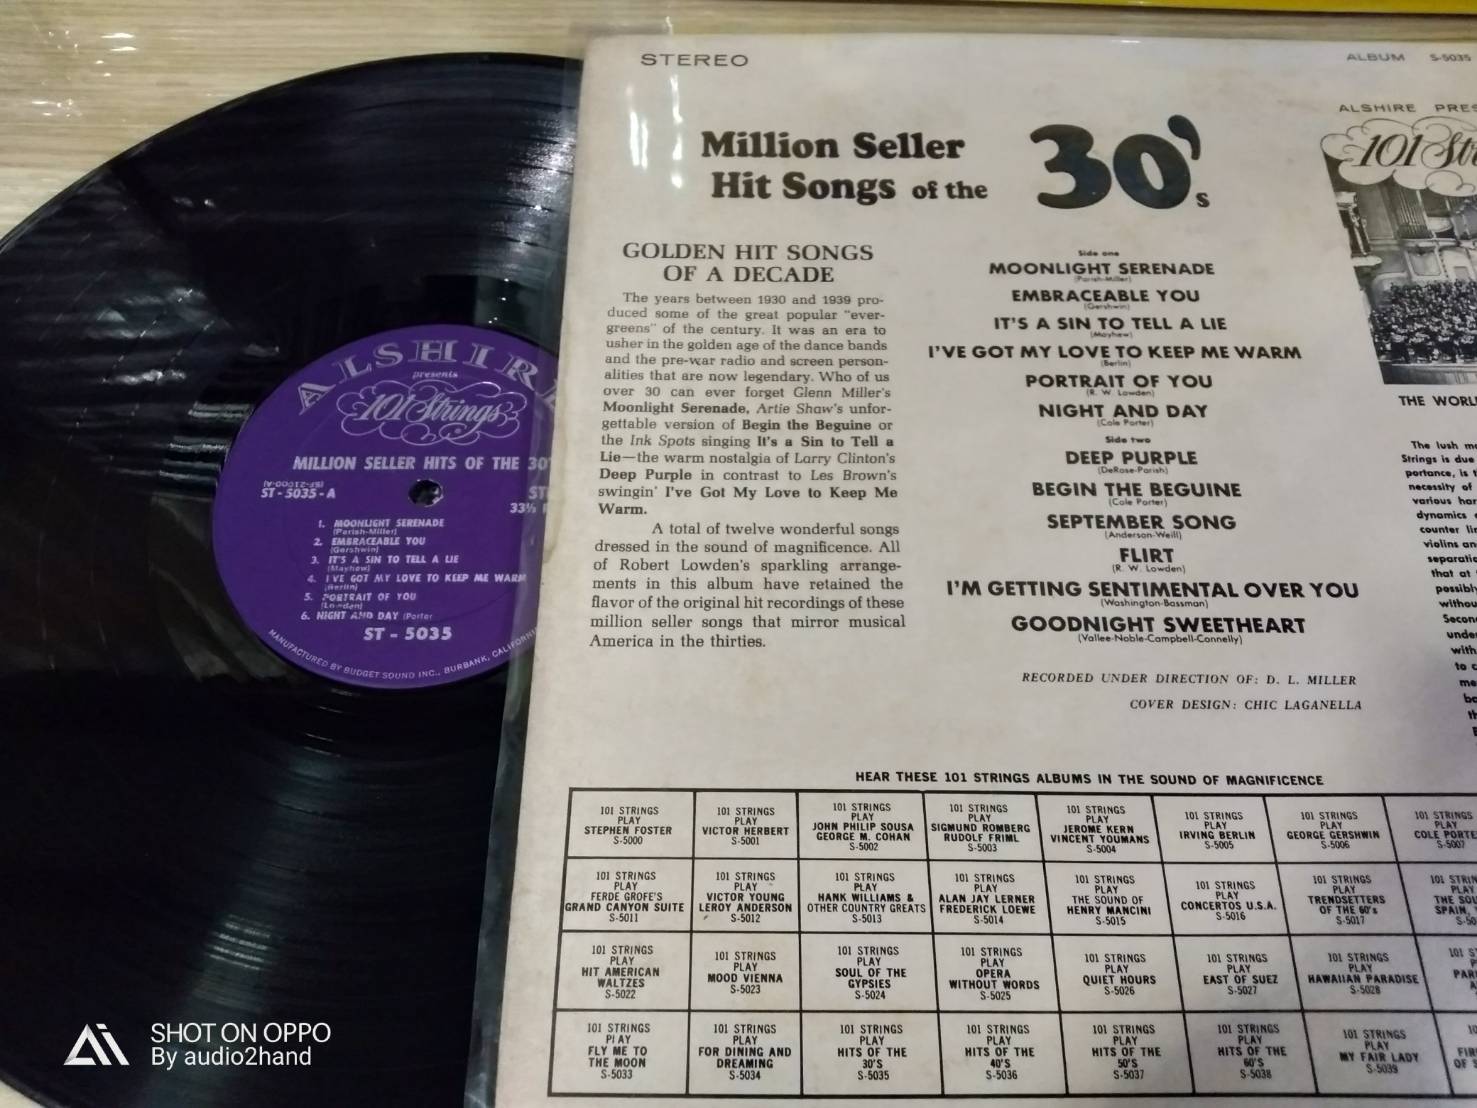 STEREO
ALBUM S-5035
Million Seller
Hit Songs of the
30's
ALSHIRE
101
GOLDEN HIT SONGS
OF A DECADE
The years between 1930 and 1939 pro-
duced some of the great popular "ever-
greens" of the century. It was an era to
usher in the golden age of the dance bands
and the pre-war radio and screen person-
alities that are now legendary. Who of us
over 30 can ever forget Glenn Miller's
Moonlight Serenade, Artie Shaw's unfor-
gettable version of Begin the Beguine or
the Ink Spots singing It's a Sin to Tell a
Lie—the warm nostalgia of Larry Clinton's
Deep Purple in contrast to Les Brown's
swingin' I've Got My Love to Keep Me
Warm.
A total of twelve wonderful songs
dressed in the sound of magnificence. All
of Robert Lowden's sparkling arrange-
ments in this album have retained the
flavor of the original hit recordings of these
million seller songs that mirror musical
America in the thirties.
Side one
MOONLIGHT SERENADE
(Parish-Miller)
EMBRACEABLE YOU
(Gershwin)
IT'S A SIN TO TELL A LIE
(Mayhew)
I'VE GOT MY LOVE TO KEEP ME WARM
(Berlin)
PORTRAIT OF YOU
(R. W. Lowden)
NIGHT AND DAY
(Cole Porter)
Side two
DEEP PURPLE
(DeRose-Parish)
BEGIN THE BEGUINE
(Cole Porter)
SEPTEMBER SONG
(Anderson-Weill)
FLIRT
(R. W. Lowden)
I'M GETTING SENTIMENTAL OVER YOU
(Washington-Bassman)
GOODNIGHT SWEETHEART
(Vallee-Noble-Campbell-Connelly)
RECORDED UNDER DIRECTION OF: D. L. MILLER
COVER DESIGN: CHIC LAGANELLA
The lush
Strings is due
necessity of
various
dynamics
counter
violins
that at
HEAR THESE 101 STRINGS ALBUMS IN THE SOUND OF MAGNIFICENCE
101 STRINGS
PLAY
STEPHEN FOSTER
S-5000
101 STRINGS
PLAY
VICTOR HERBERT
S-5001
101 STRINGS
PLAY
JOHN PHILIP SOUSA
GEORGE M. COHAN
S-5002
101 STRINGS
PLAY
SIGMUND ROMBERG
RUDOLF FRIML
S-5003
101 STRINGS
PLAY
JEROME KERN
VINCENT YOUMANS
S-5004
101 STRINGS
PLAY
IRVING BERLIN
S-5005
101 STRINGS
PLAY
GEORGE GERSHWIN
S-5006
101 STRINGS
PLAY
COLE
S-5007
101 STRINGS
PLAY
FERDE GROFE'S
GRAND CANYON SUITE
S-5011
101 STRINGS
PLAY
VICTOR YOUNG
LEROY ANDERSON
S-5012
101 STRINGS
PLAY
HANK WILLIAMS &
OTHER COUNTRY GREATS
S-5013
101 STRINGS
PLAY
ALAN JAY LERNER
FREDERICK LOEWE
S-5014
101 STRINGS
PLAY
THE SOUND OF
HENRY MANCINI
S-5015
101 STRINGS
PLAY
CONCERTOS U.S.A.
S-5016
101 STRINGS
PLAY
TRENDSETTERS
OF THE 60's
S-5017
101
PLAY
THE
SPAIN,
101 STRINGS
PLAY
HIT AMERICAN
WALTZES
S-5022
101 STRINGS
PLAY
MOOD VIENNA
S-5023
101 STRINGS
PLAY
SOUL OF THE
GYPSIES
S-5024
101 STRINGS
PLAY
OPERA
WITHOUT WORDS
S-5025
101 STRINGS
PLAY
QUIET HOURS
S-5026
101 STRINGS
PLAY
EAST OF SUEZ
S-5027
101 STRINGS
PLAY
HAWAIIAN PARADISE
S-5028
101 STRINGS
PLAY
FLY ME TO
THE MOON
S-5033
101 STRINGS
PLAY
FOR DINING AND
DREAMING
S-5034
101 STRINGS
PLAY
HITS OF THE
30'S
S-5035
101 STRINGS
PLAY
HITS OF THE
40'S
S-5036
101 STRINGS
PLAY
HITS OF THE
50'S
S-5037
101 STRINGS
PLAY
HITS OF THE
60'S
S-5038
101 STRINGS
PLAY
MY FAIR LADY
S-5039
presents
101 Strings
MILLION SELLER HITS OF THE 30'
ST-5035-A
33⅓
1. MOONLIGHT SERENADE
(Parish-Miller)
2. EMBRACEABLE YOU
(Gershwin)
3. IT'S A SIN TO TELL A LIE
(Mayhew)
4. I'VE GOT MY LOVE TO KEEP ME WARM
(Berlin)
5. PORTRAIT OF YOU
(Lowden)
6. NIGHT AND DAY (Porter
ST - 5035
MANUFACTURED BY BUDGET SOUND INC., BURBANK, CALIFORNIA
SHOT ON OPPO
By audio2hand